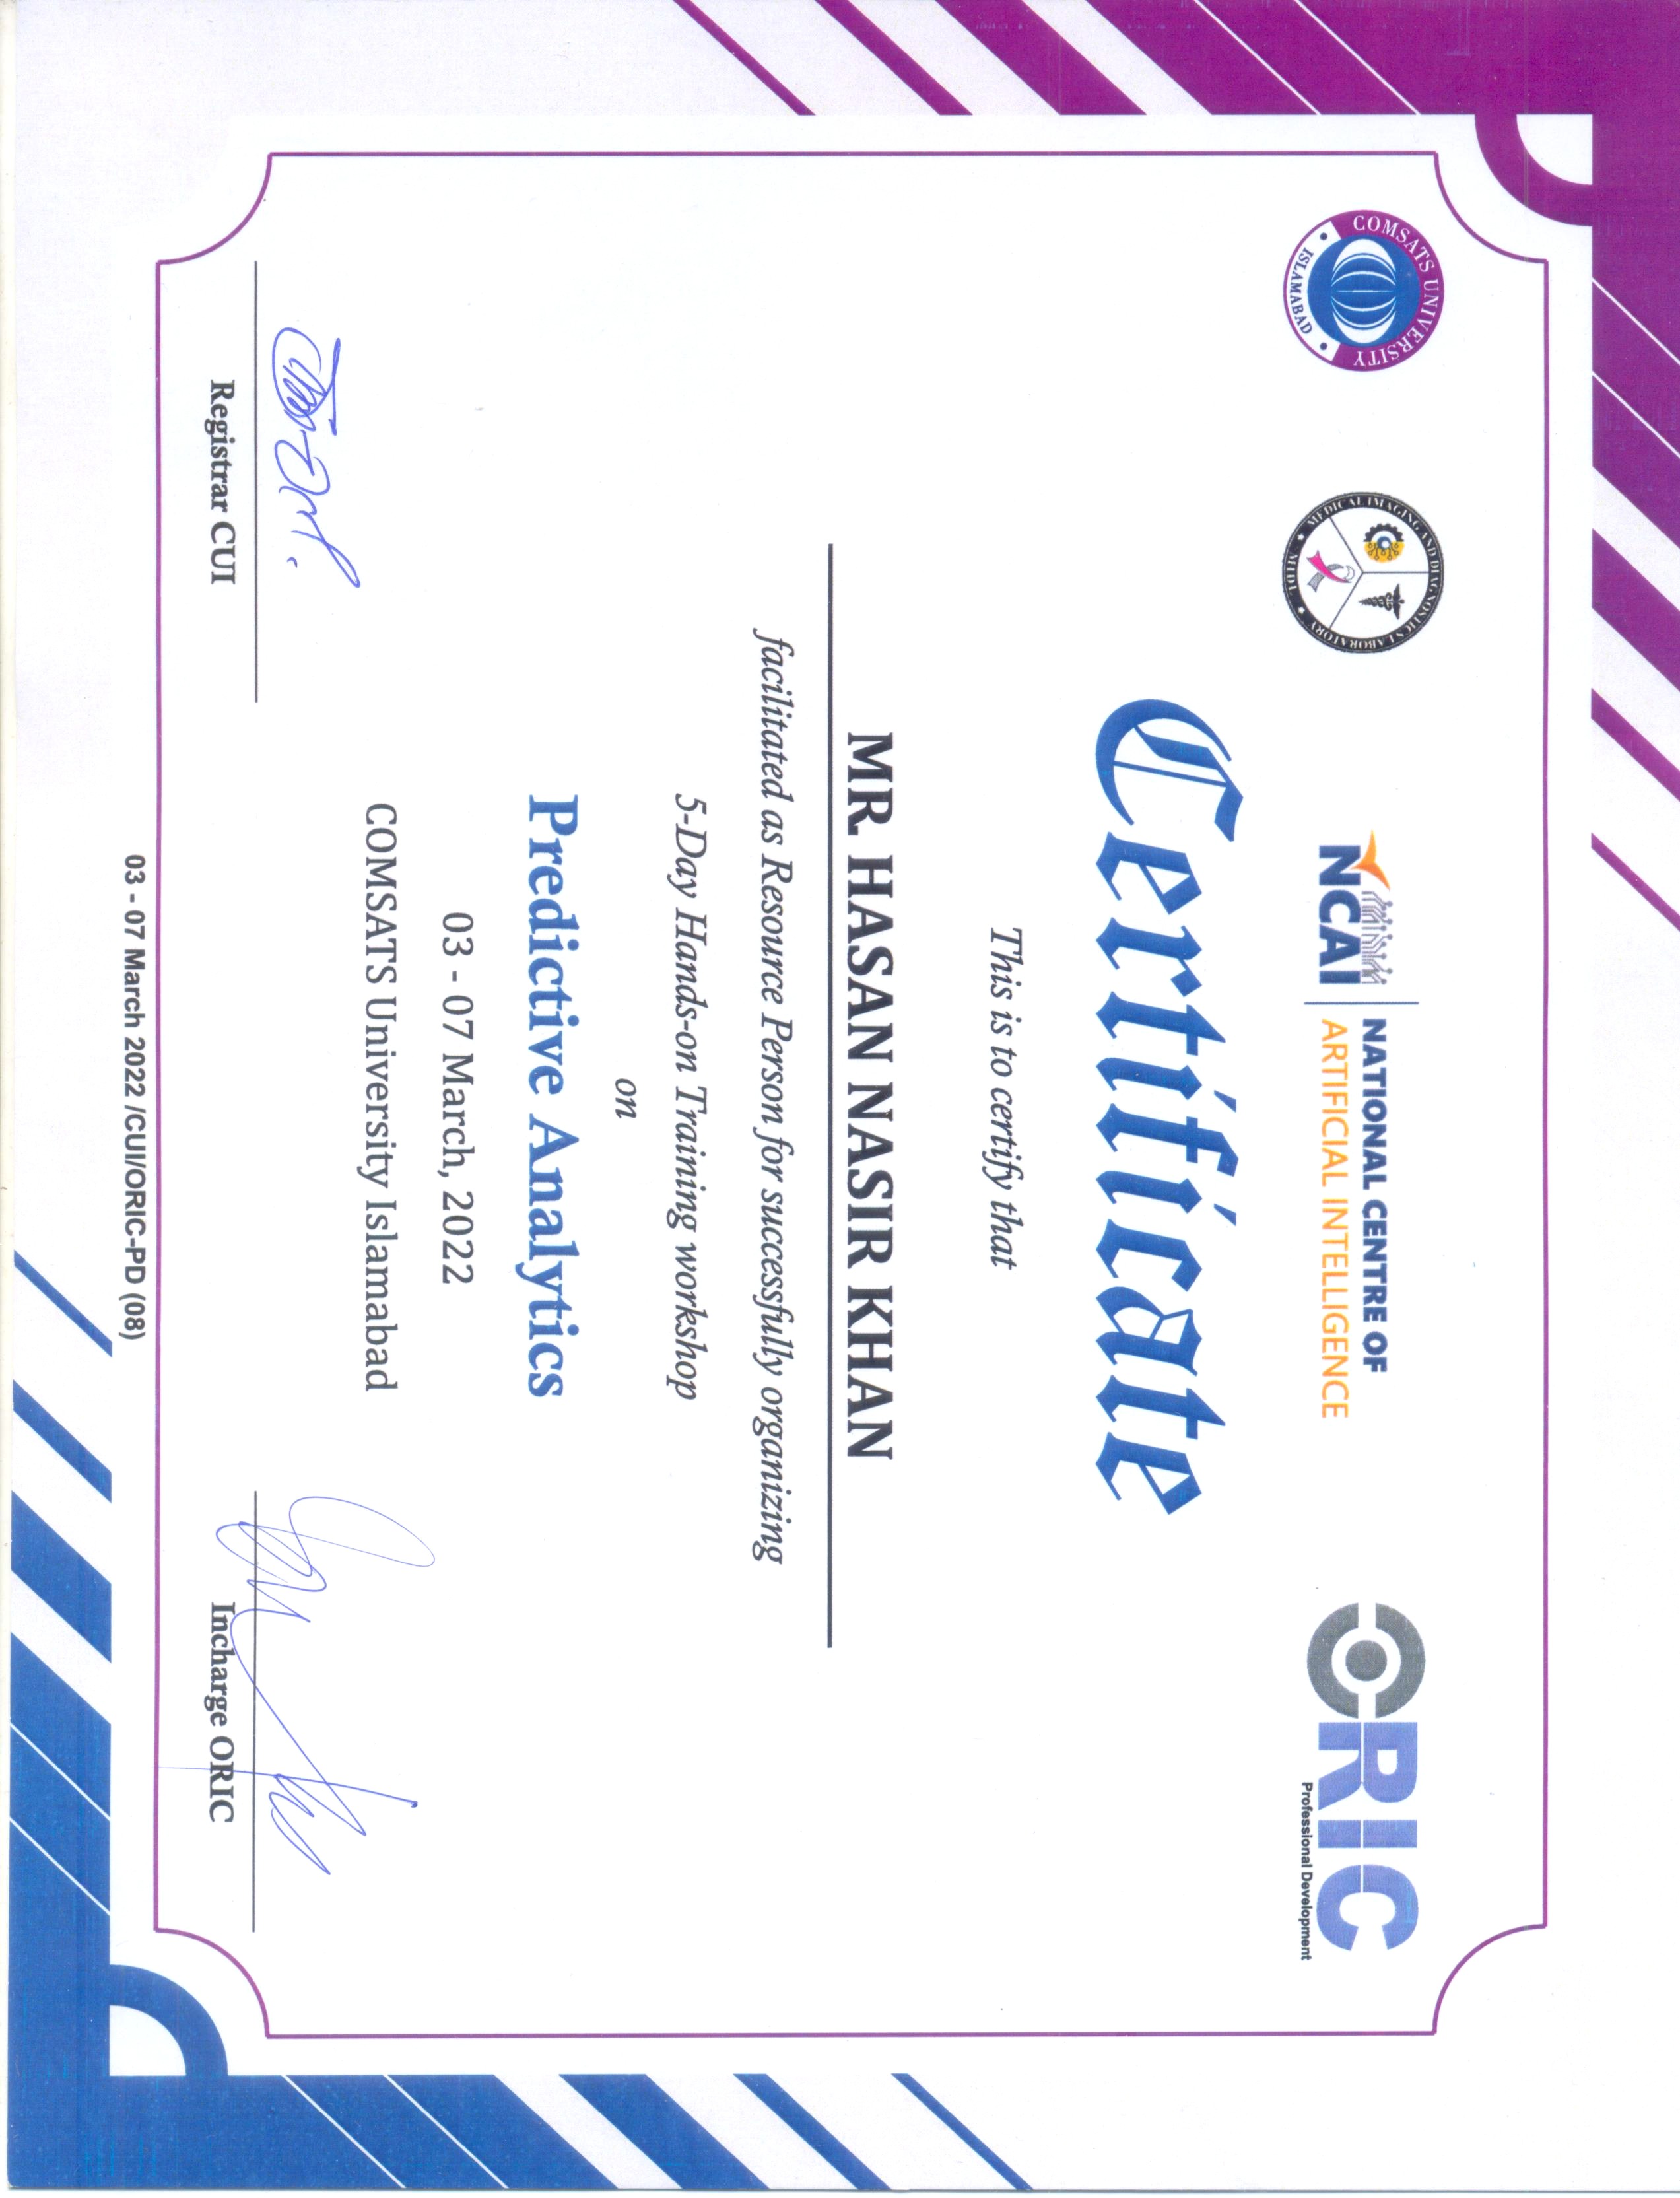 COMSATS UNIVERSITY
ISLAMABAD
MEDICAL IMAGING AND DIAGNOSTICS LABORATORY
MIDL
NCAI
NATIONAL CENTRE OF
ARTIFICIAL INTELLIGENCE
ORIC
Professional Development
Certificate
This is to certify that
MR. HASAN NASIR KHAN
facilitated as Resource Person for successfully organizing
5-Day Hands-on Training workshop
on
Predictive Analytics
03 - 07 March, 2022
COMSATS University Islamabad
Registrar CUI
Incharge ORIC
03 - 07 March 2022 /CUI/ORIC-PD (08)